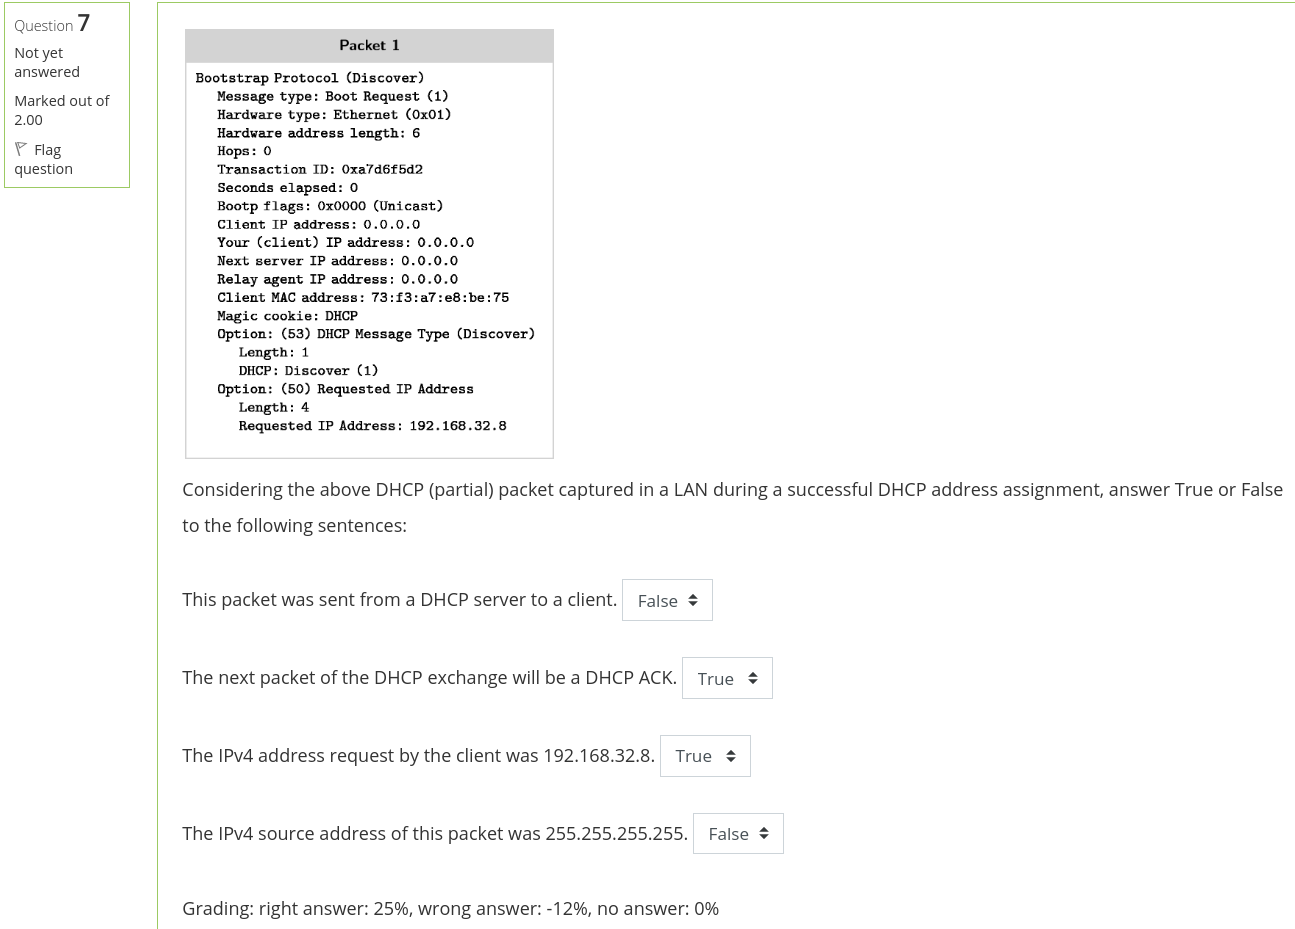 Question 7
Not yet
answered
Marked out of
2.00
Flag
question
Packet 1
Bootstrap Protocol (Discover)
Message type: Boot Request (1)
Hardware type: Ethernet (0x01)
Hardware address length: 6
Hops: 0
Transaction ID: 0xa7d6f5d2
Seconds elapsed: 0
Bootp flags: 0x0000 (Unicast)
Client IP address: 0.0.0.0
Your (client) IP address: 0.0.0.0
Next server IP address: 0.0.0.0
Relay agent IP address: 0.0.0.0
Client MAC address: 73:f3:a7:e8:be:75
Magic cookie: DHCP
Option: (53) DHCP Message Type (Discover)
Length: 1
DHCP: Discover (1)
Option: (50) Requested IP Address
Length: 4
Requested IP Address: 192.168.32.8
Considering the above DHCP (partial) packet captured in a LAN during a successful DHCP address assignment, answer True or False
to the following sentences:
This packet was sent from a DHCP server to a client. False
The next packet of the DHCP exchange will be a DHCP ACK. True
The IPv4 address request by the client was 192.168.32.8. True
The IPv4 source address of this packet was 255.255.255.255. False
Grading: right answer: 25%, wrong answer: -12%, no answer: 0%